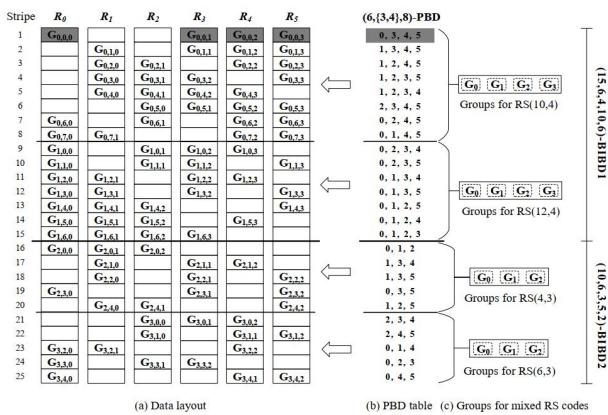 Stripe R0 R1 R2 R3 R4 R5 (6,{3,4},8)-PBD
1 G0,0,0 G0,0,1 G0,0,2 G0,0,3 0, 3, 4, 5
2 G0,1,0 G0,1,1 G0,1,2 G0,1,3 1, 3, 4, 5
3 G0,2,0 G0,2,1 G0,2,2 G0,2,3 1, 2, 4, 5
4 G0,3,0 G0,3,1 G0,3,2 G0,3,3 1, 2, 3, 5
G0 G1 G2 G3
5 G0,4,0 G0,4,1 G0,4,2 G0,4,3 1, 2, 3, 4
Groups for RS(10,4)
6 G0,5,0 G0,5,1 G0,5,2 G0,5,3 2, 3, 4, 5
7 G0,6,0 G0,6,1 G0,6,2 G0,6,3 0, 2, 4, 5
8 G0,7,0 G0,7,1 G0,7,2 G0,7,3 0, 1, 4, 5
(15,6,4,10,6)-BIBD1
9 G1,0,0 G1,0,1 G1,0,2 G1,0,3 0, 2, 3, 4
10 G1,1,0 G1,1,1 G1,1,2 G1,1,3 0, 2, 3, 5
11 G1,2,0 G1,2,1 G1,2,2 G1,2,3 0, 1, 3, 4
12 G1,3,0 G1,3,1 G1,3,2 G1,3,3 0, 1, 3, 5
G0 G1 G2 G3
13 G1,4,0 G1,4,1 G1,4,2 G1,4,3 0, 1, 2, 5
Groups for RS(12,4)
14 G1,5,0 G1,5,1 G1,5,2 G1,5,3 0, 1, 2, 4
15 G1,6,0 G1,6,1 G1,6,2 G1,6,3 0, 1, 2, 3
16 G2,0,0 G2,0,1 G2,0,2 0, 1, 2
17 G2,1,0 G2,1,1 G2,1,2 1, 3, 4
18 G2,2,0 G2,2,1 G2,2,2 1, 3, 5
G0 G1 G2
19 G2,3,0 G2,3,1 G2,3,2 0, 3, 5
Groups for RS(4,3)
20 G2,4,0 G2,4,1 G2,4,2 1, 2, 5
(10,6,3,5,2)-BIBD2
21 G3,0,0 G3,0,1 G3,0,2 2, 3, 4
22 G3,1,0 G3,1,1 G3,1,2 2, 4, 5
23 G3,2,0 G3,2,1 G3,2,2 0, 1, 4
G0 G1 G2
24 G3,3,0 G3,3,1 G3,3,2 0, 2, 3
Groups for RS(6,3)
25 G3,4,0 G3,4,1 G3,4,2 0, 4, 5
(a) Data layout (b) PBD table (c) Groups for mixed RS codes